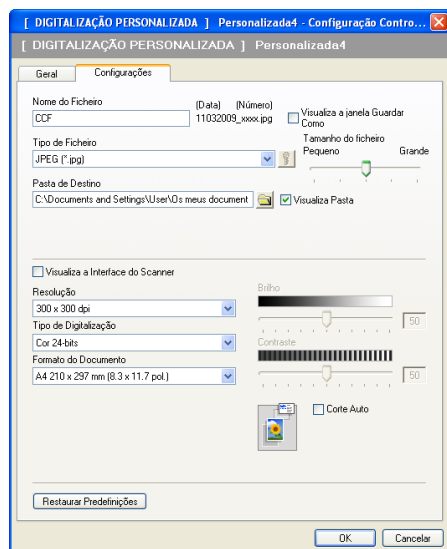 [ DIGITALIZAÇÃO PERSONALIZADA ] Personalizada4 - Configuração Contro...
[ DIGITALIZAÇÃO PERSONALIZADA ] Personalizada4
Geral Configurações
Nome do Ficheiro (Data) (Número)
CCF 11032009_xxxx.jpg Visualiza a janela Guardar Como
Tipo de Ficheiro Tamanho do ficheiro
JPEG (*.jpg) Pequeno Grande
Pasta de Destino
C:\Documents and Settings\User\Os meus document Visualiza Pasta
Visualiza a Interface do Scanner
Resolução Brilho
300 x 300 dpi 50
Tipo de Digitalização
Cor 24-bits Contraste
Formato do Documento
A4 210 x 297 mm (8.3 x 11.7 pol.) 50
Corte Auto
Restaurar Predefinições
OK Cancelar